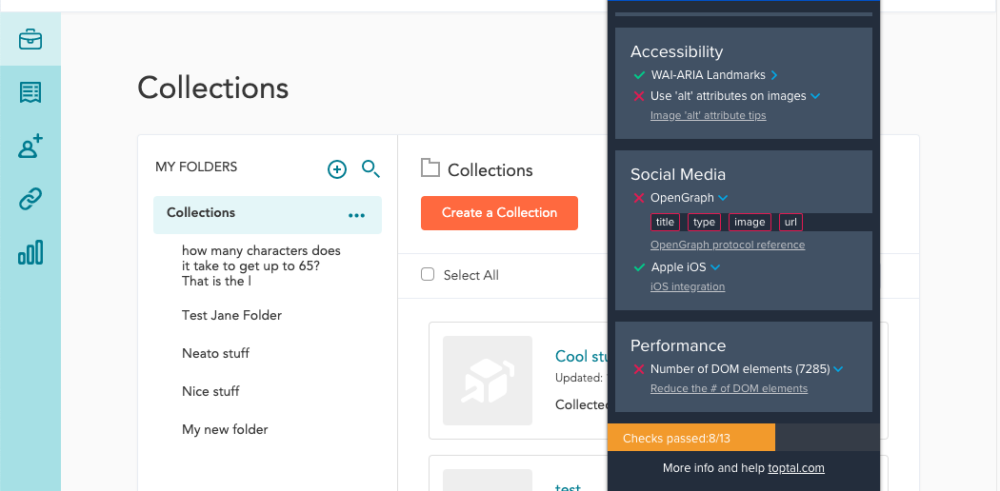 Collections
MY FOLDERS
Collections
how many characters does
it take to get up to 65?
That is the l
Test Jane Folder
Neato stuff
Nice stuff
My new folder
Collections
Create a Collection
Select All
Cool stu
Updated:
Collected
test
Accessibility
WAI-ARIA Landmarks
Use 'alt' attributes on images
Image 'alt' attribute tips
Social Media
OpenGraph
title type image url
OpenGraph protocol reference
Apple iOS
iOS integration
Performance
Number of DOM elements (7285)
Reduce the # of DOM elements
Checks passed:8/13
More info and help toptal.com